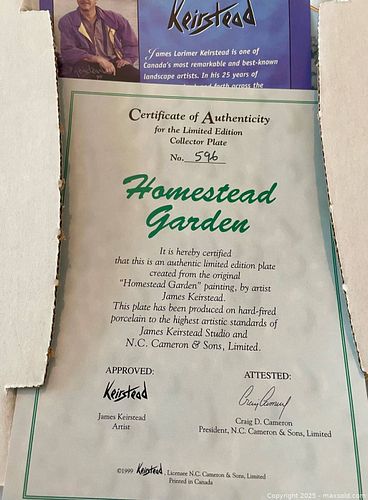 Keirstead
James Lorimer Keirstead is one of
Canada's most remarkable and best-known
landscape artists. In his 25 years of
forth across the
Certificate of Authenticity
for the Limited Edition
Collector Plate
No. 596
Homestead
Garden
It is hereby certified
that this is an authentic limited edition plate
created from the original
"Homestead Garden" painting, by artist
James Keirstead.
This plate has been produced on hard-fired
porcelain to the highest artistic standards of
James Keirstead Studio and
N.C. Cameron & Sons, Limited.
APPROVED:
Keirstead
James Keirstead
Artist
ATTESTED:
Craig D. Cameron
President, N.C. Cameron & Sons, Limited
©1999 Keirstead, Licensee N.C. Cameron & Sons, Limited
Printed in Canada
Copyright 2025 - maxsold.com